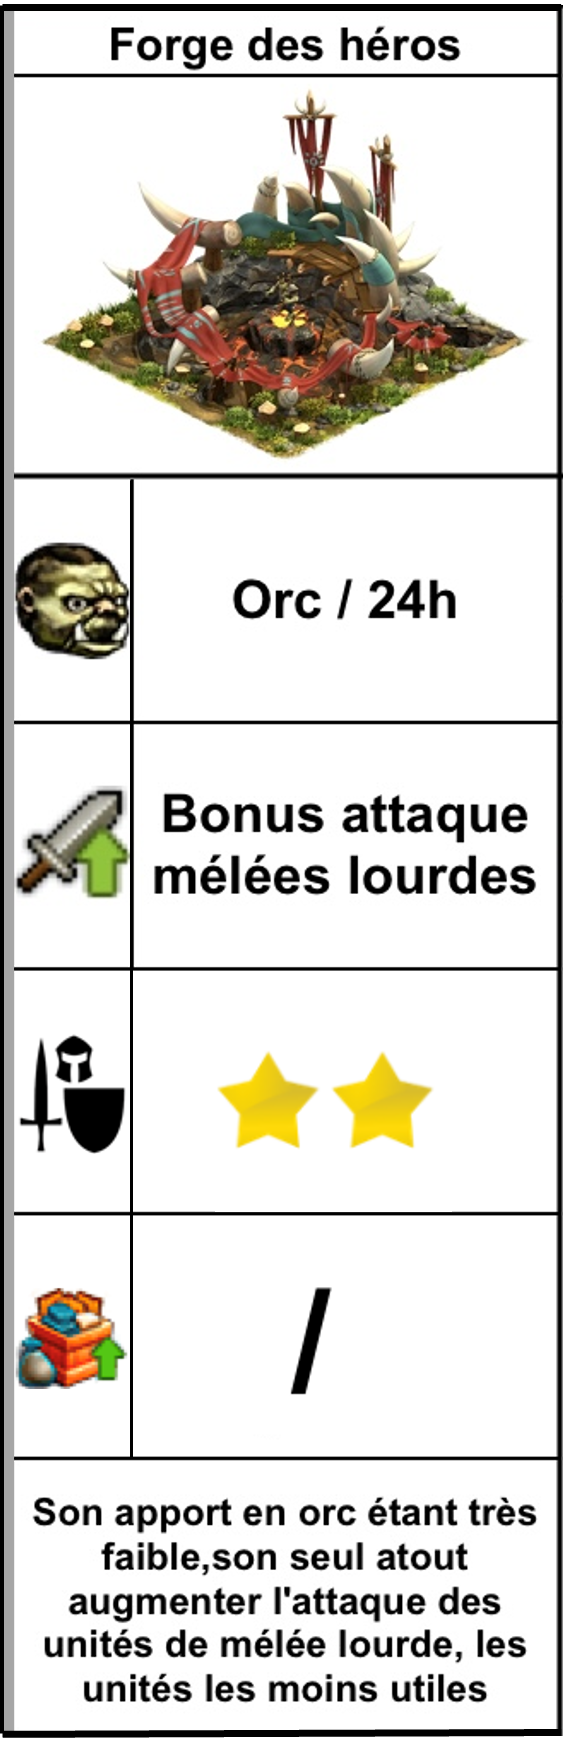 Forge des héros
Orc / 24h
Bonus attaque
mélées lourdes
/
Son apport en orc étant très
faible,son seul atout
augmenter l'attaque des
unités de mélée lourde, les
unités les moins utiles